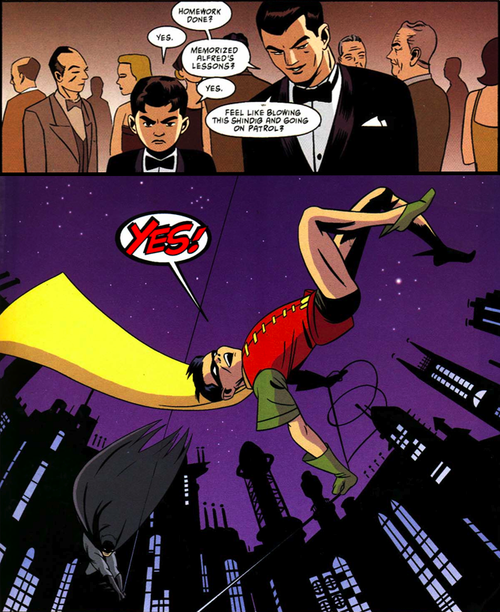 HOMEWORK
DONE?
YES.
MEMORIZED
ALFRED'S
LESSONS?
YES.
FEEL LIKE BLOWING
THIS SHINDIG AND GOING
ON PATROL?
YES!